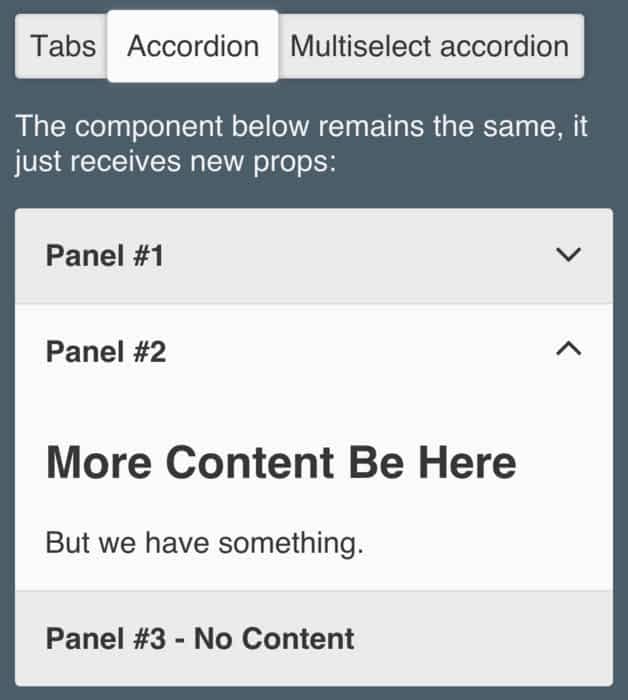 Tabs Accordion Multiselect accordion
The component below remains the same, it
just receives new props:
Panel #1
Panel #2
More Content Be Here
But we have something.
Panel #3 - No Content